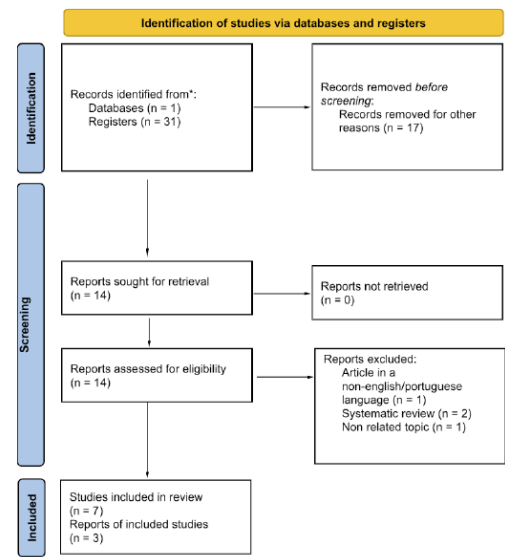 Identification of studies via databases and registers
Identification
Records identified from*:
Databases (n = 1)
Registers (n = 31)
Records removed before
screening:
Records removed for other
reasons (n = 17)
Screening
Reports sought for retrieval
(n = 14)
Reports not retrieved
(n = 0)
Reports assessed for eligibility
(n = 14)
Reports excluded:
Article in a
non-english/portuguese
language (n = 1)
Systematic review (n = 2)
Non related topic (n = 1)
Included
Studies included in review
(n = 7)
Reports of included studies
(n = 3)